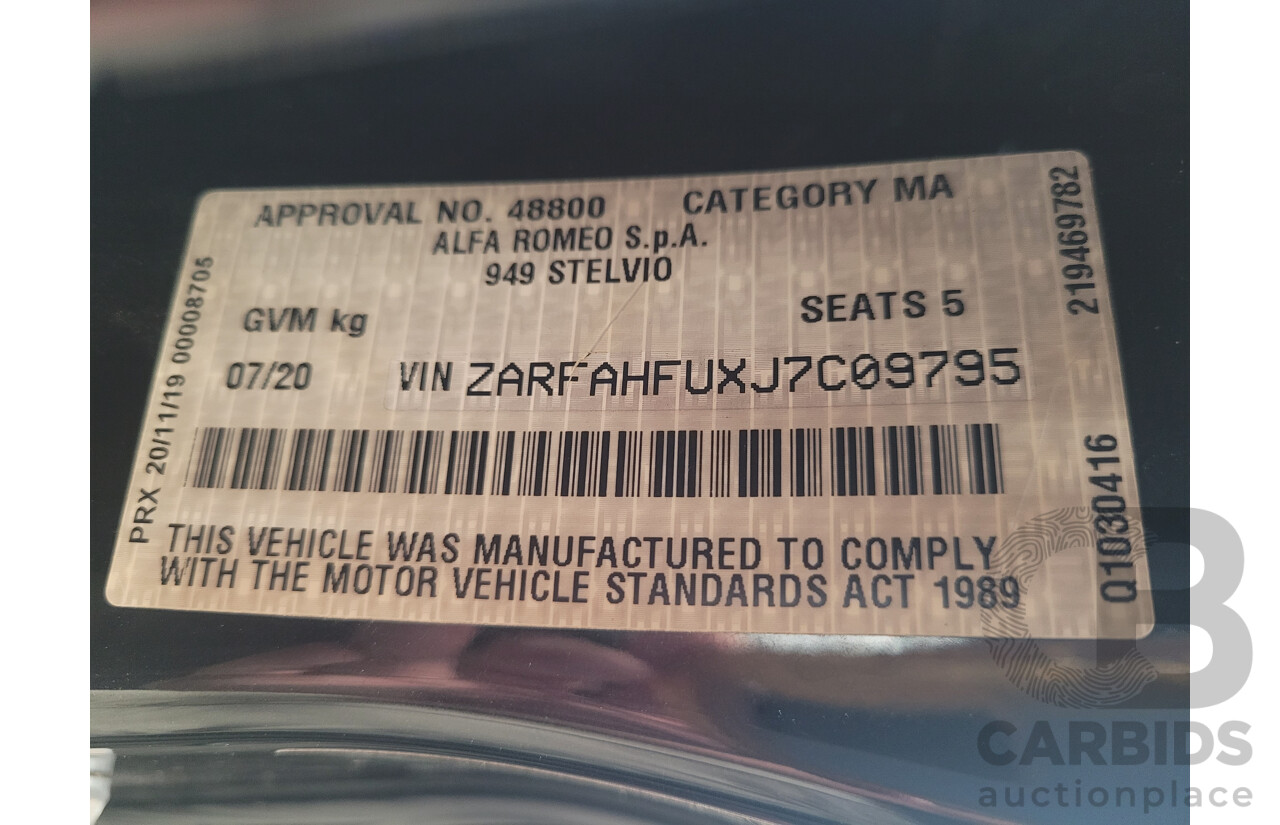 APPROVAL NO. 48800 CATEGORY MA
ALFA ROMEO S.p.A.
949 STELVIO
GVM kg SEATS 5
07/20 VIN ZARFAHFUXJ7C09795
THIS VEHICLE WAS MANUFACTURED TO COMPLY
WITH THE MOTOR VEHICLE STANDARDS ACT 1989
PRX 20/11/19 00008705
219469782
Q1030416
CB
CARBIDS
auctionplace